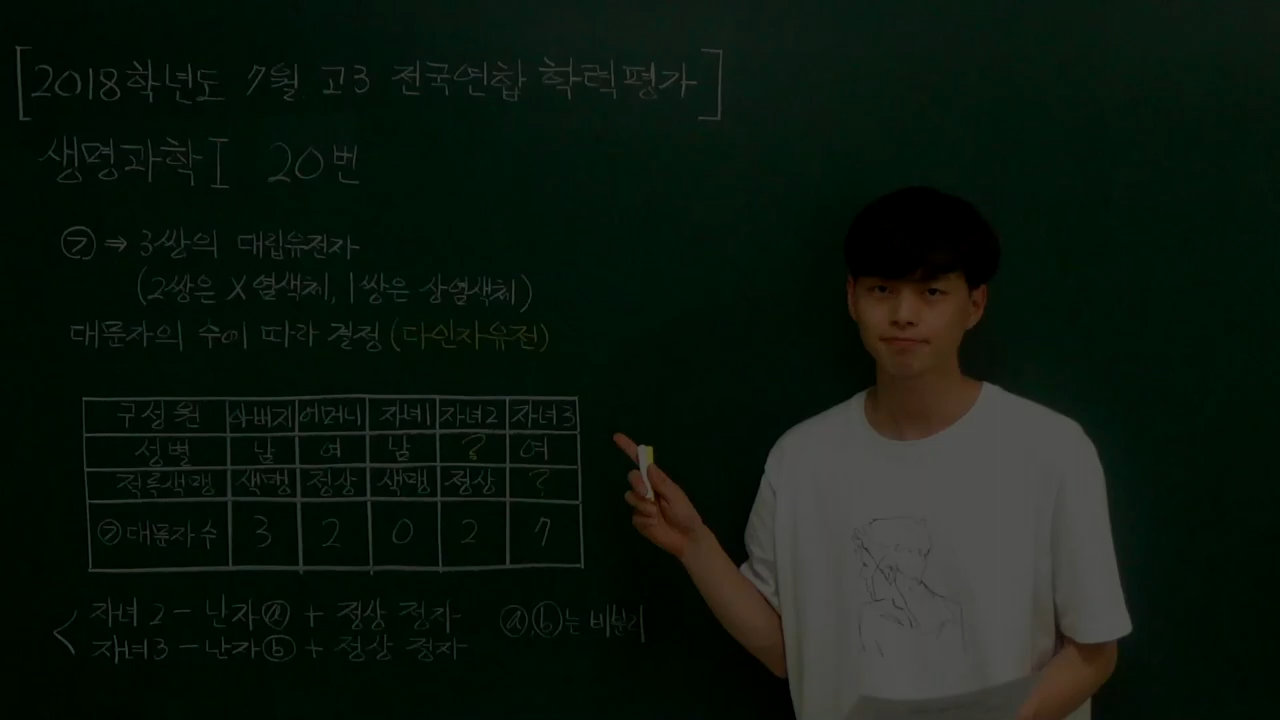 [2018학년도 7월 고3 전국연합 학력평가]
생명과학I 20번
㉠ ⇒ 3쌍의 대립유전자
(2쌍은 X염색체, 1쌍은 상염색체)
대문자의 수에 따라 결정 (다인자유전)
구성원 아버지 어머니 자녀1 자녀2 자녀3
성별 남 여 남 ? 여
적록색맹 색맹 정상 색맹 정상 ?
㉠대문자 수 3 2 0 2 7
자녀 2 - 난자ⓐ + 정상 정자
자녀3 - 난자ⓑ + 정상 정자
ⓐ,ⓑ는 비분리